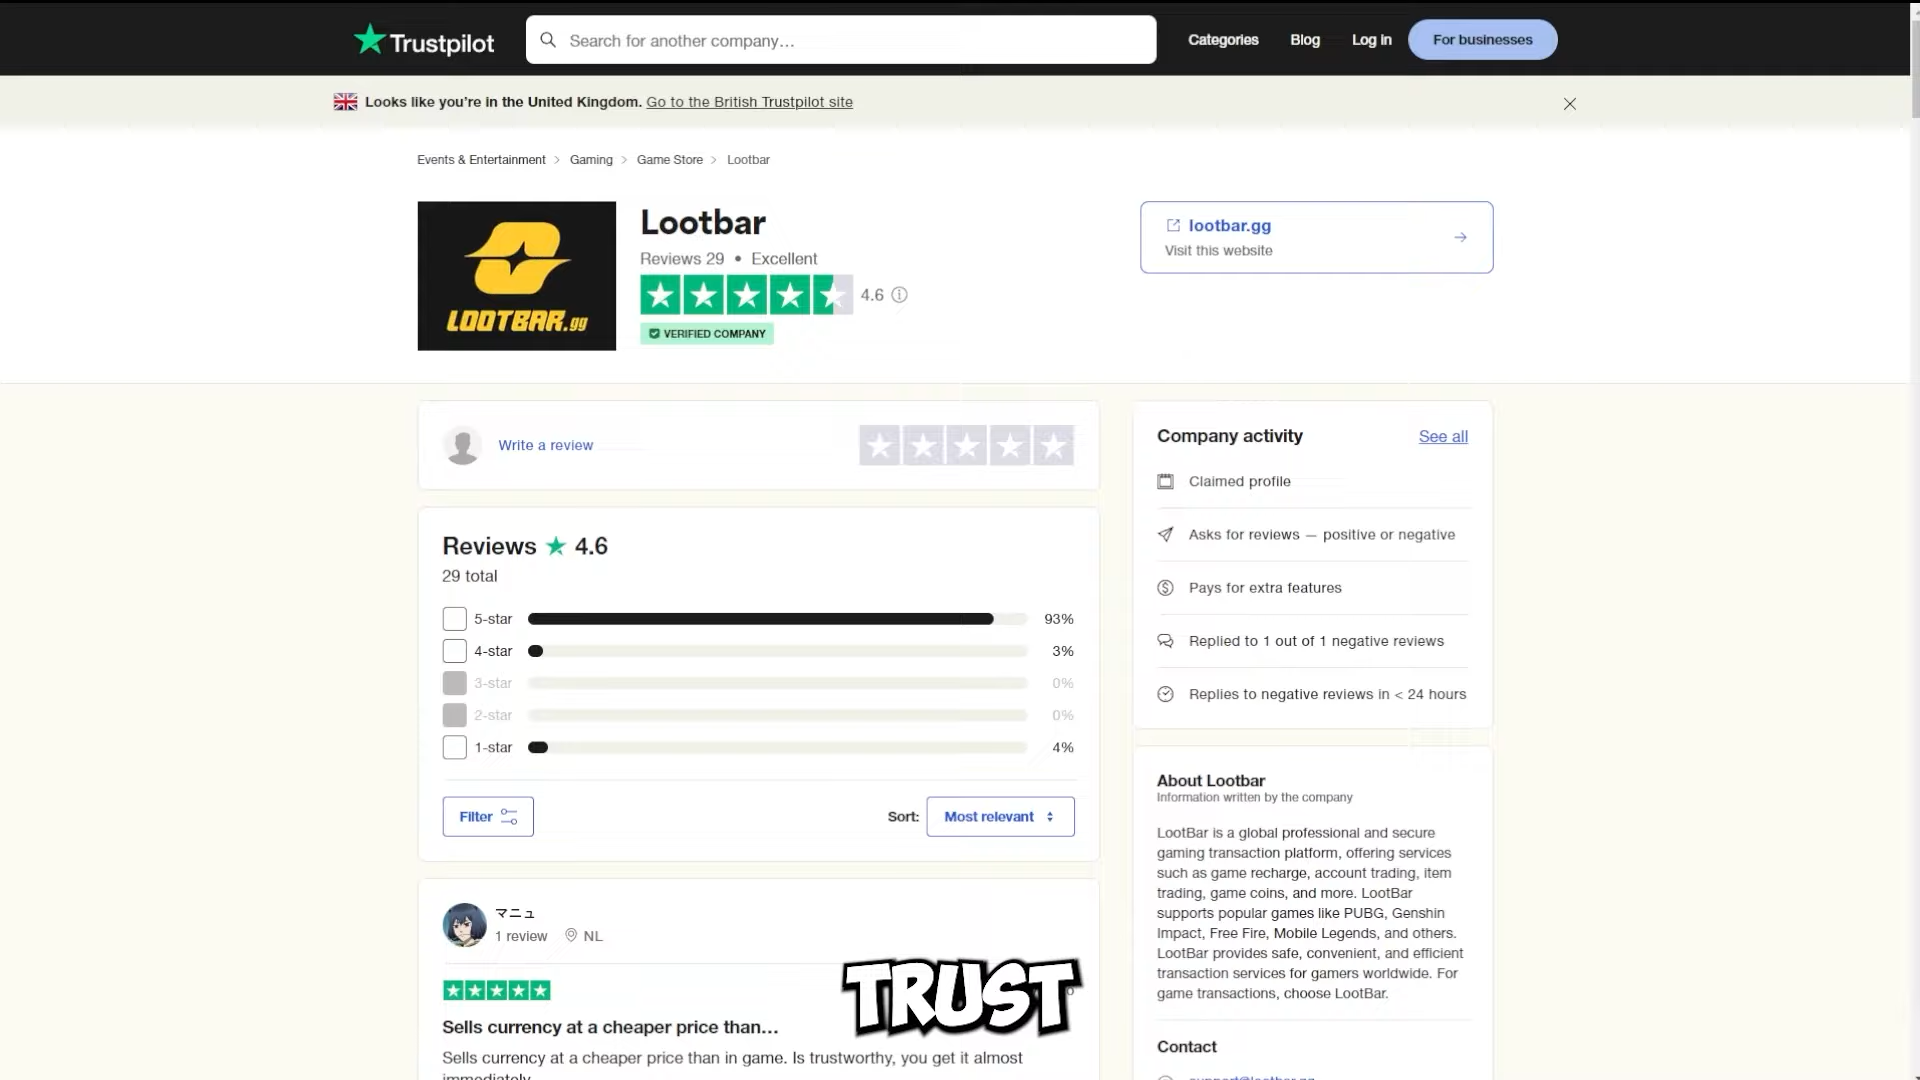 Trustpilot
Search for another company…
Categories
Blog
Log in
For businesses
Looks like you’re in the United Kingdom. Go to the British Trustpilot site
Events & Entertainment
Gaming
Game Store
Lootbar
LOOTBAR.gg
Lootbar
Reviews 29 • Excellent
4.6
VERIFIED COMPANY
lootbar.gg
Visit this website
Write a review
Reviews 4.6
29 total
5-star 93%
4-star 3%
3-star 0%
2-star 0%
1-star 4%
Filter
Sort:
Most relevant
マニュ
1 review NL
Sells currency at a cheaper price than…
Sells currency at a cheaper price than in game. Is trustworthy, you get it almost
immediately
TRUST
Company activity
See all
Claimed profile
Asks for reviews — positive or negative
Pays for extra features
Replied to 1 out of 1 negative reviews
Replies to negative reviews in < 24 hours
About Lootbar
Information written by the company
LootBar is a global professional and secure
gaming transaction platform, offering services
such as game recharge, account trading, item
trading, game coins, and more. LootBar
supports popular games like PUBG, Genshin
Impact, Free Fire, Mobile Legends, and others.
LootBar provides safe, convenient, and efficient
transaction services for gamers worldwide. For
game transactions, choose LootBar.
Contact
support@lootbar.gg